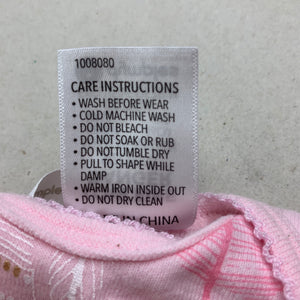 1008080
CARE INSTRUCTIONS
• WASH BEFORE WEAR
• COLD MACHINE WASH
• DO NOT BLEACH
• DO NOT SOAK OR RUB
• DO NOT TUMBLE DRY
• PULL TO SHAPE WHILE
DAMP
• WARM IRON INSIDE OUT
• DO NOT DRY CLEAN
IN CHINA